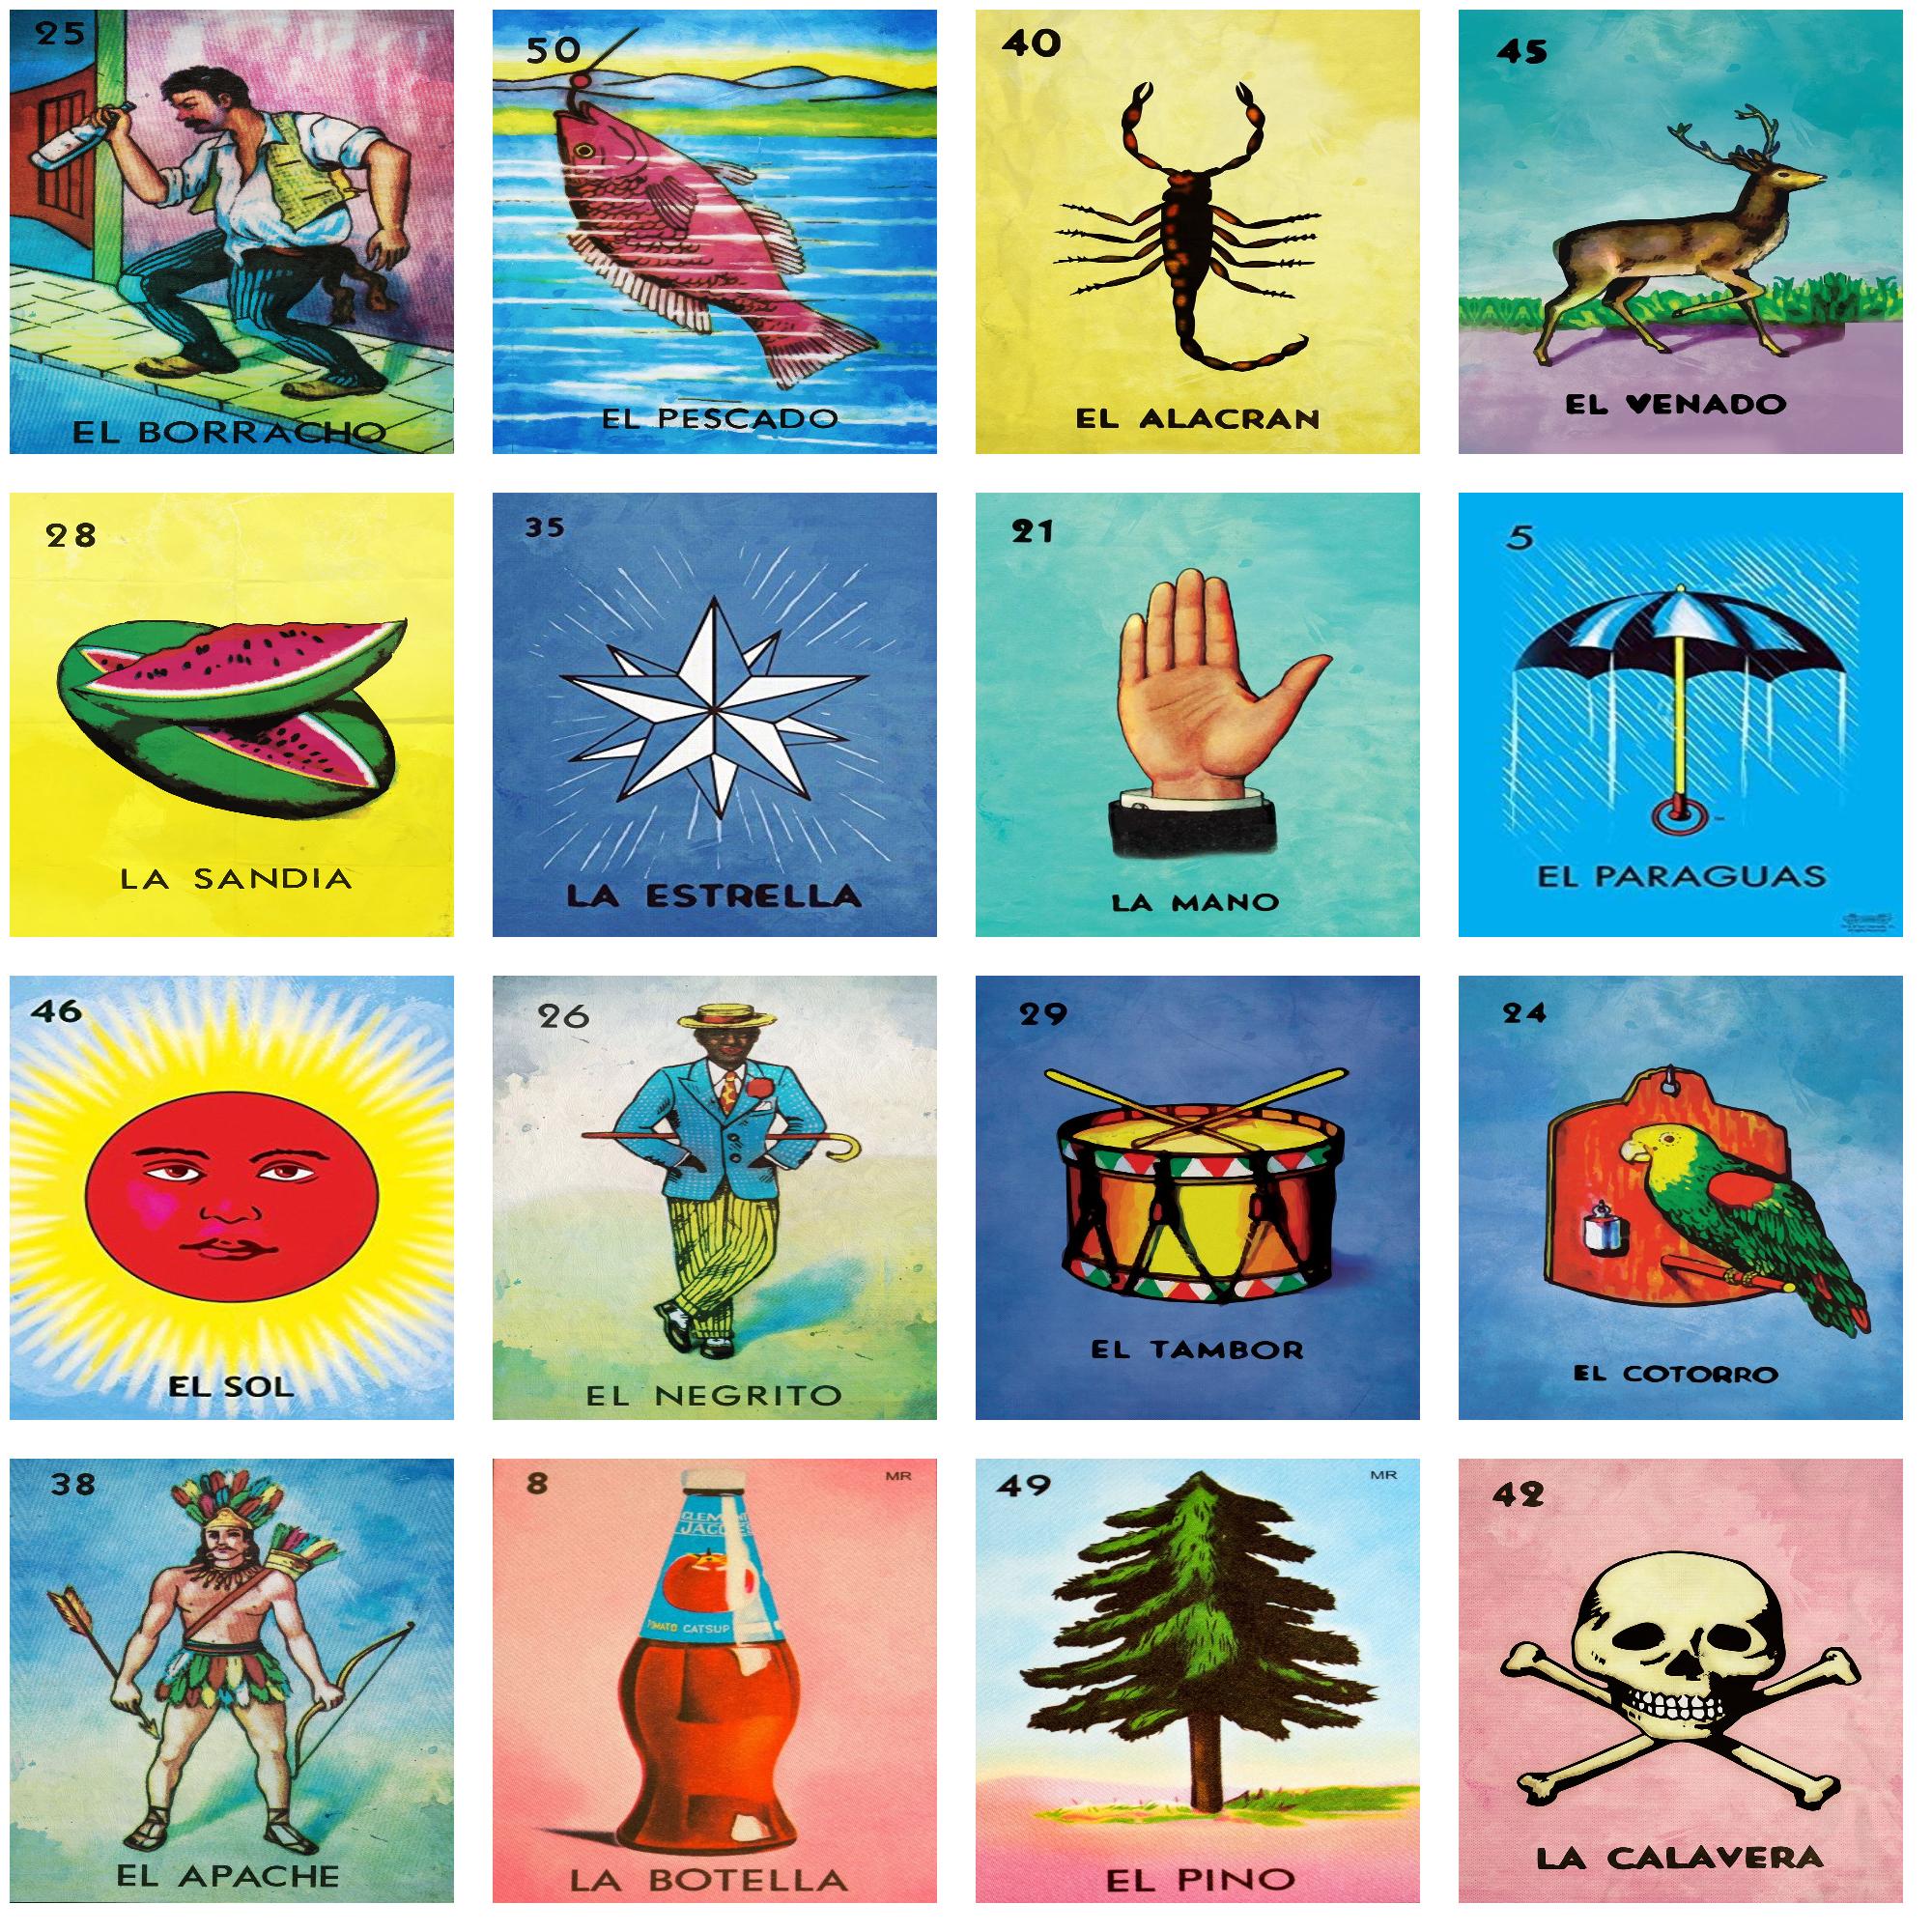 25
EL BORRACHO
50
EL PESCADO
40
EL ALACRAN
45
EL VENADO
28
LA SANDIA
35
LA ESTRELLA
21
LA MANO
5
EL PARAGUAS
46
EL SOL
26
EL NEGRITO
29
EL TAMBOR
24
EL COTORRO
38
EL APACHE
8
MR
TOMATO CATSUP
LA BOTELLA
49
MR
EL PINO
42
LA CALAVERA